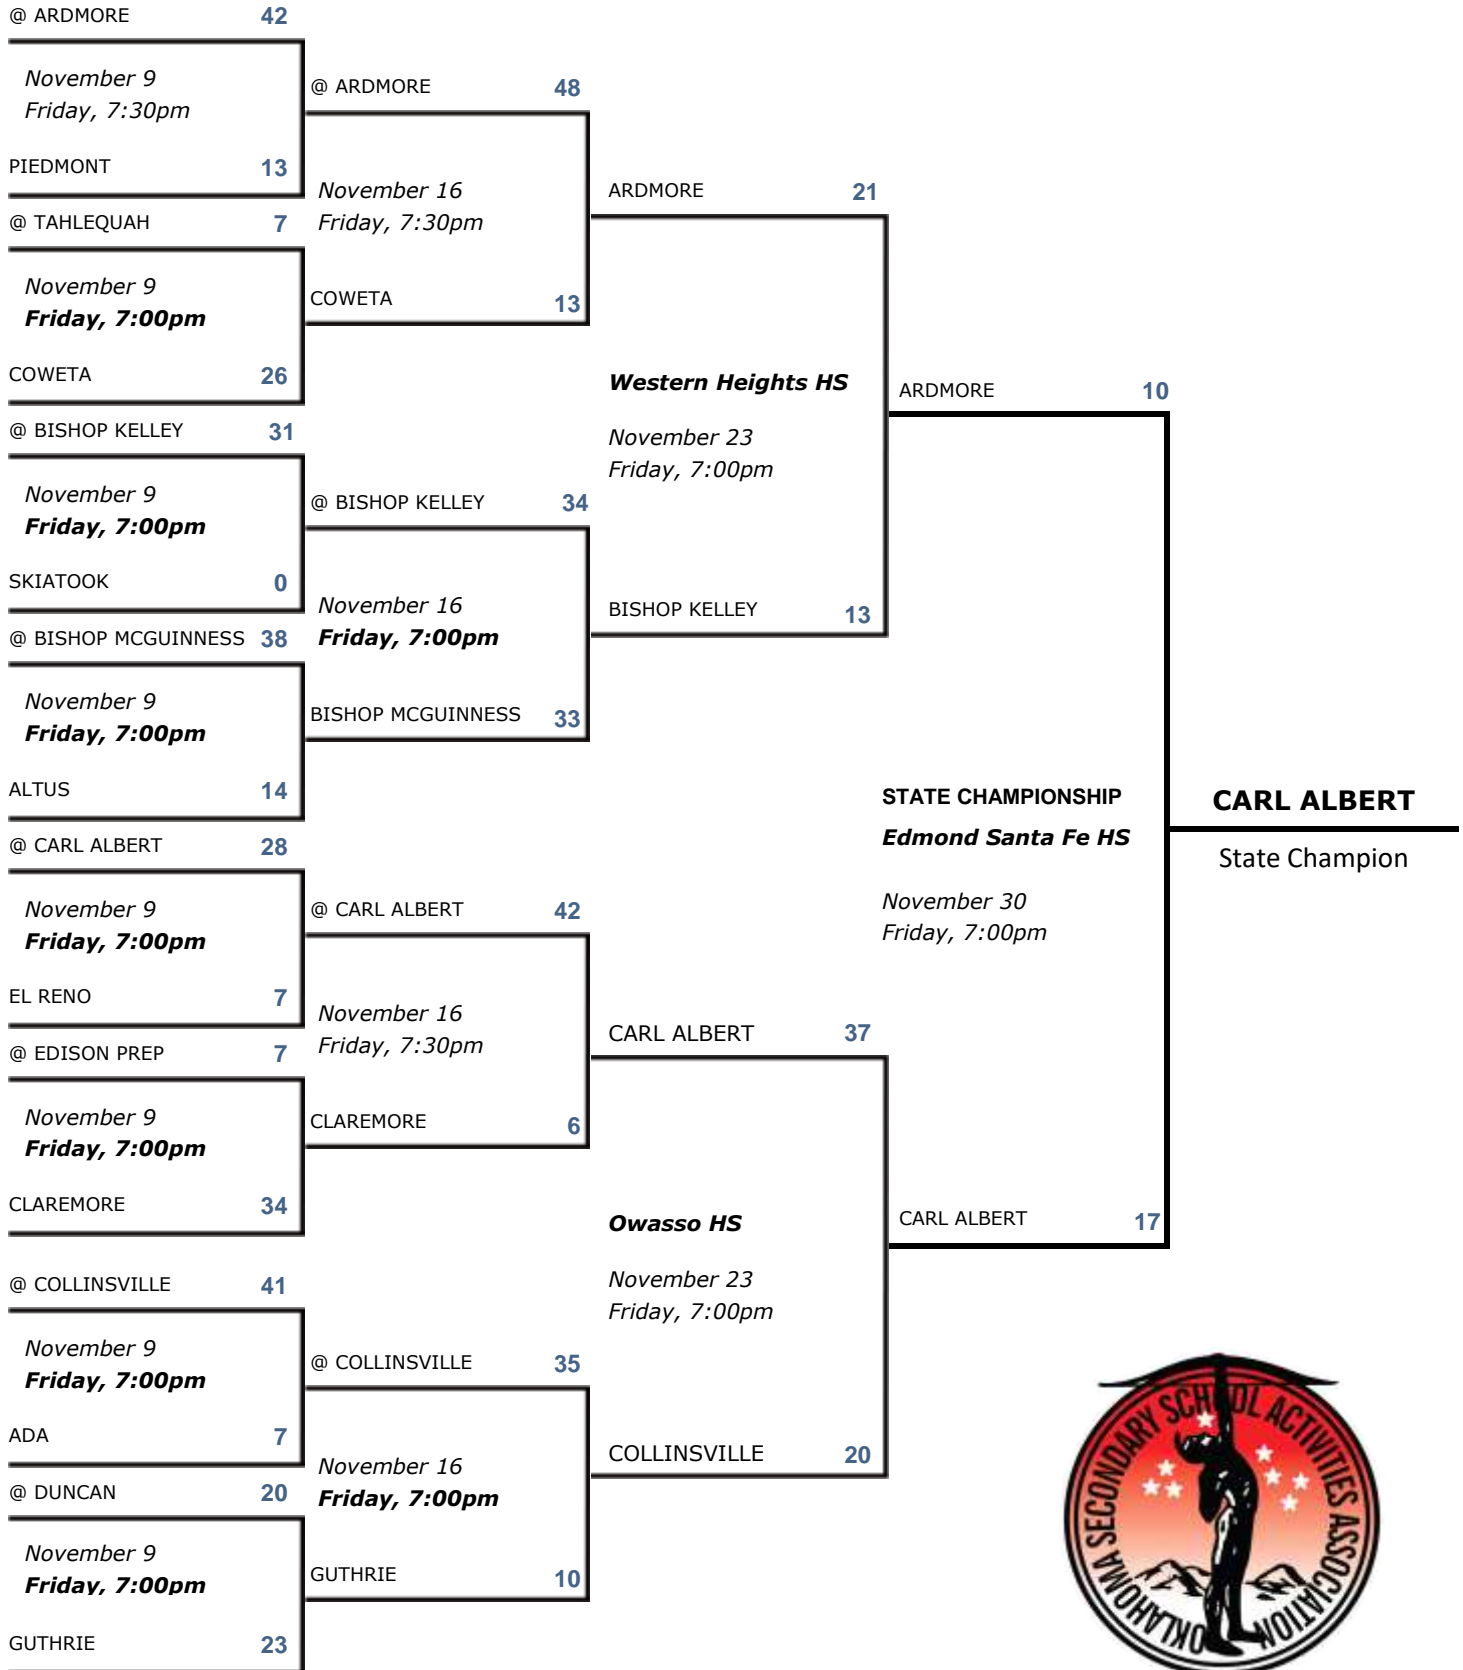 @ ARDMORE 42
November 9
Friday, 7:30pm
PIEDMONT 13
@ TAHLEQUAH 7
November 9
Friday, 7:00pm
COWETA 26
@ BISHOP KELLEY 31
November 9
Friday, 7:00pm
SKIATOOK 0
@ BISHOP MCGUINNESS 38
November 9
Friday, 7:00pm
ALTUS 14
@ CARL ALBERT 28
November 9
Friday, 7:00pm
EL RENO 7
@ EDISON PREP 7
November 9
Friday, 7:00pm
CLAREMORE 34
@ COLLINSVILLE 41
November 9
Friday, 7:00pm
ADA 7
@ DUNCAN 20
November 9
Friday, 7:00pm
GUTHRIE 23
@ ARDMORE 48
November 16
Friday, 7:30pm
COWETA 13
@ BISHOP KELLEY 34
November 16
Friday, 7:00pm
BISHOP MCGUINNESS 33
@ CARL ALBERT 42
November 16
Friday, 7:30pm
CLAREMORE 6
@ COLLINSVILLE 35
November 16
Friday, 7:00pm
GUTHRIE 10
ARDMORE 21
Western Heights HS
November 23
Friday, 7:00pm
BISHOP KELLEY 13
CARL ALBERT 37
Owasso HS
November 23
Friday, 7:00pm
COLLINSVILLE 20
ARDMORE 10
STATE CHAMPIONSHIP
Edmond Santa Fe HS
November 30
Friday, 7:00pm
CARL ALBERT 17
CARL ALBERT
State Champion
OKLAHOMA SECONDARY SCHOOL ACTIVITIES ASSOCIATION